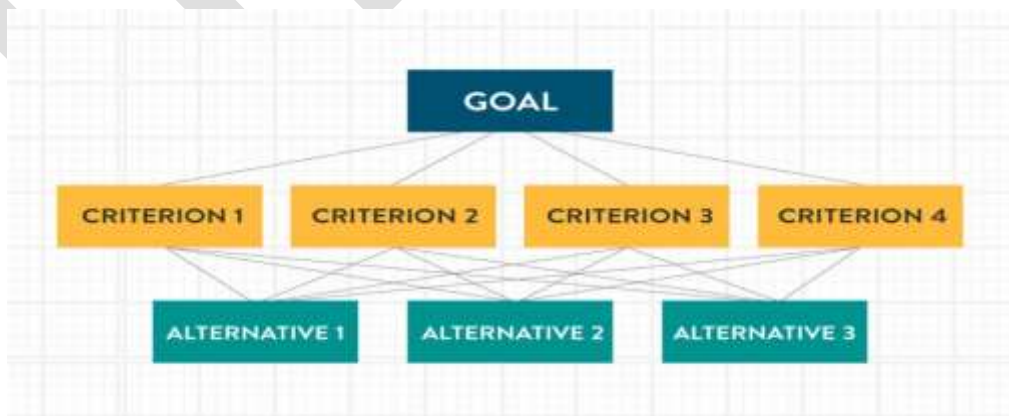 GOAL
CRITERION 1
CRITERION 2
CRITERION 3
CRITERION 4
ALTERNATIVE 1
ALTERNATIVE 2
ALTERNATIVE 3